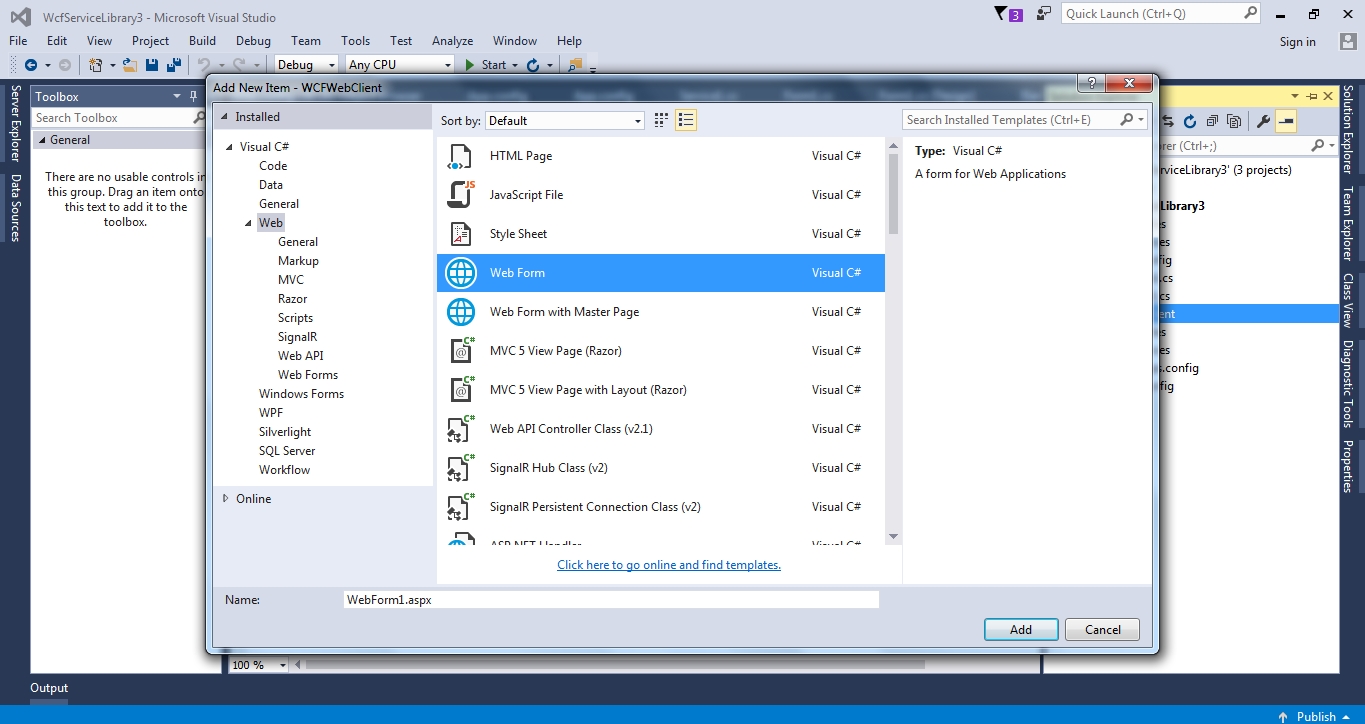 WcfServiceLibrary3 - Microsoft Visual Studio
3
Quick Launch (Ctrl+Q)
File Edit View Project Build Debug Team Tools Test Analyze Window Help
Sign in
Debug Any CPU Start
Server Explorer
Data Sources
Toolbox
Search Toolbox
General
There are no usable controls in
this group. Drag an item onto
this text to add it to the
toolbox.
Add New Item - WCFWebClient
?
Installed
Visual C#
Code
Data
General
Web
General
Markup
MVC
Razor
Scripts
SignalR
Web API
Web Forms
Windows Forms
WPF
Silverlight
SQL Server
Workflow
Online
Sort by: Default
HTML Page Visual C#
JavaScript File Visual C#
Style Sheet Visual C#
Web Form Visual C#
Web Form with Master Page Visual C#
MVC 5 View Page (Razor) Visual C#
MVC 5 View Page with Layout (Razor) Visual C#
Web API Controller Class (v2.1) Visual C#
SignalR Hub Class (v2) Visual C#
SignalR Persistent Connection Class (v2) Visual C#
ASP.NET Handler Visual C#
Click here to go online and find templates.
Search Installed Templates (Ctrl+E)
Type: Visual C#
A form for Web Applications
Name: WebForm1.aspx
Add Cancel
rer (Ctrl+;)
rviceLibrary3' (3 projects)
Library3
es
es
fig
.cs
cs
ent
es
es
s.config
fig
Solution Explorer
Team Explorer
Class View
Diagnostic Tools
Properties
100 %
Output
Publish